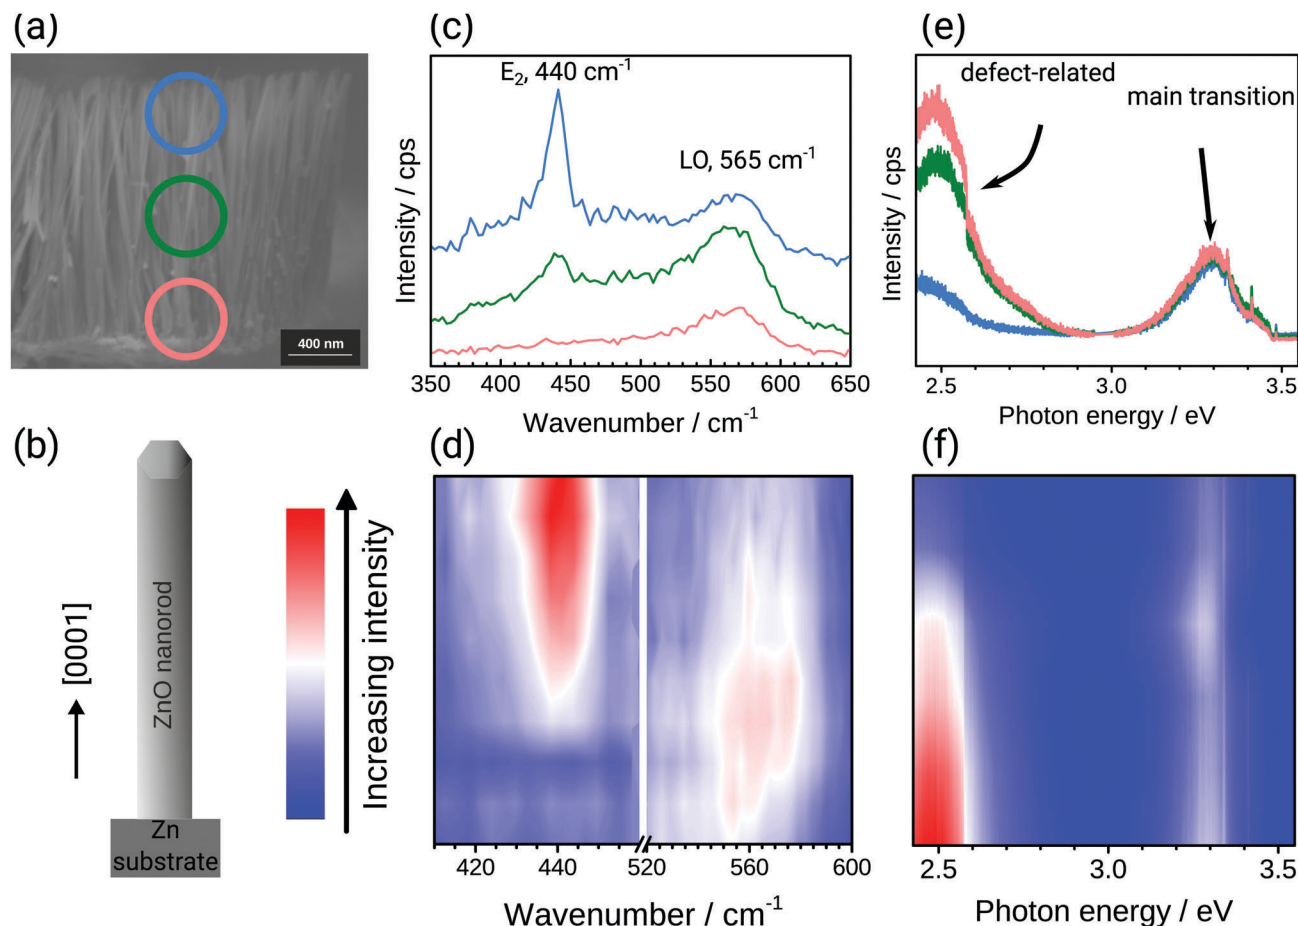 (a)
400 nm
(b)
[0001]
ZnO nanorod
Zn
substrate
Increasing intensity
(c)
E₂, 440 cm⁻¹
LO, 565 cm⁻¹
Intensity / cps
350 400 450 500 550 600 650
Wavenumber / cm⁻¹
(d)
420 440 520 560 600
Wavenumber / cm⁻¹
(e)
defect-related
main transition
Intensity / cps
2.5 3.0 3.5
Photon energy / eV
(f)
2.5 3.0 3.5
Photon energy / eV